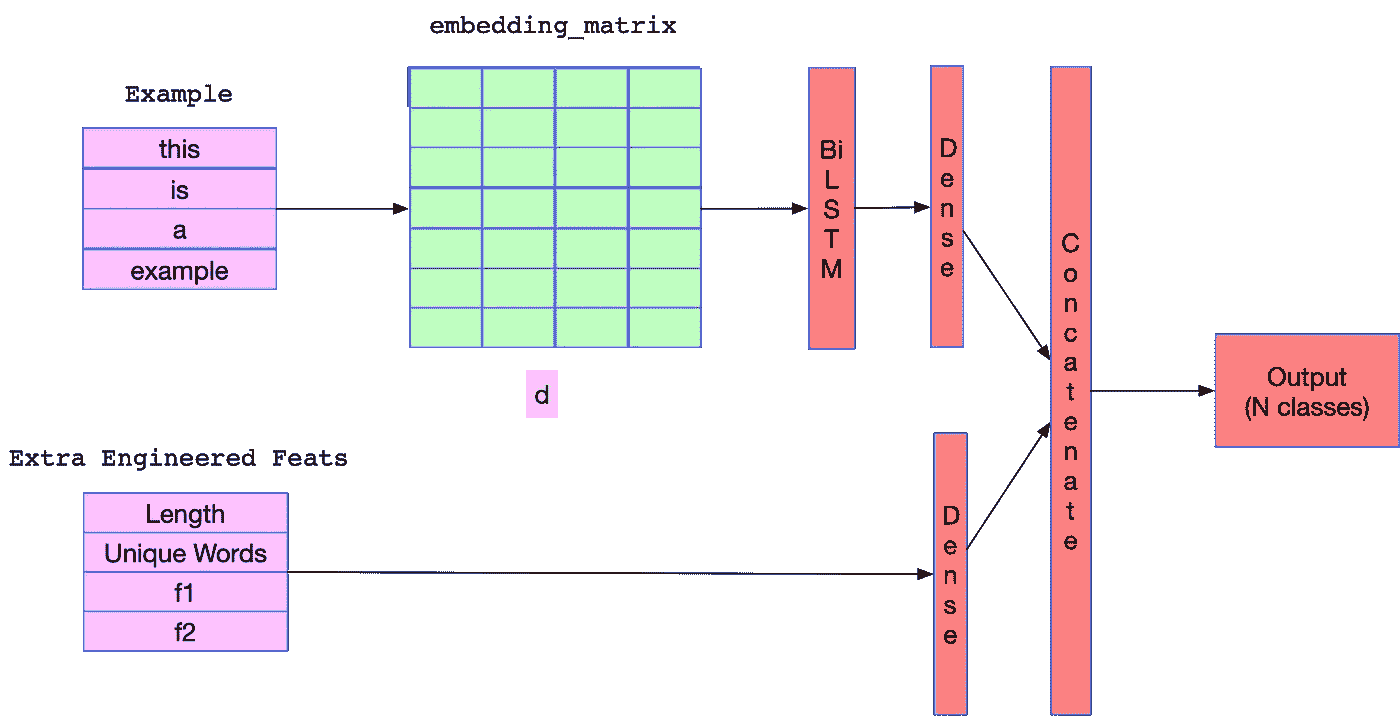 embedding_matrix
Example
this
is
a
example
BiLSTM
Dense
d
Extra Engineered Feats
Length
Unique Words
f1
f2
Dense
Concatenate
Output
(N classes)